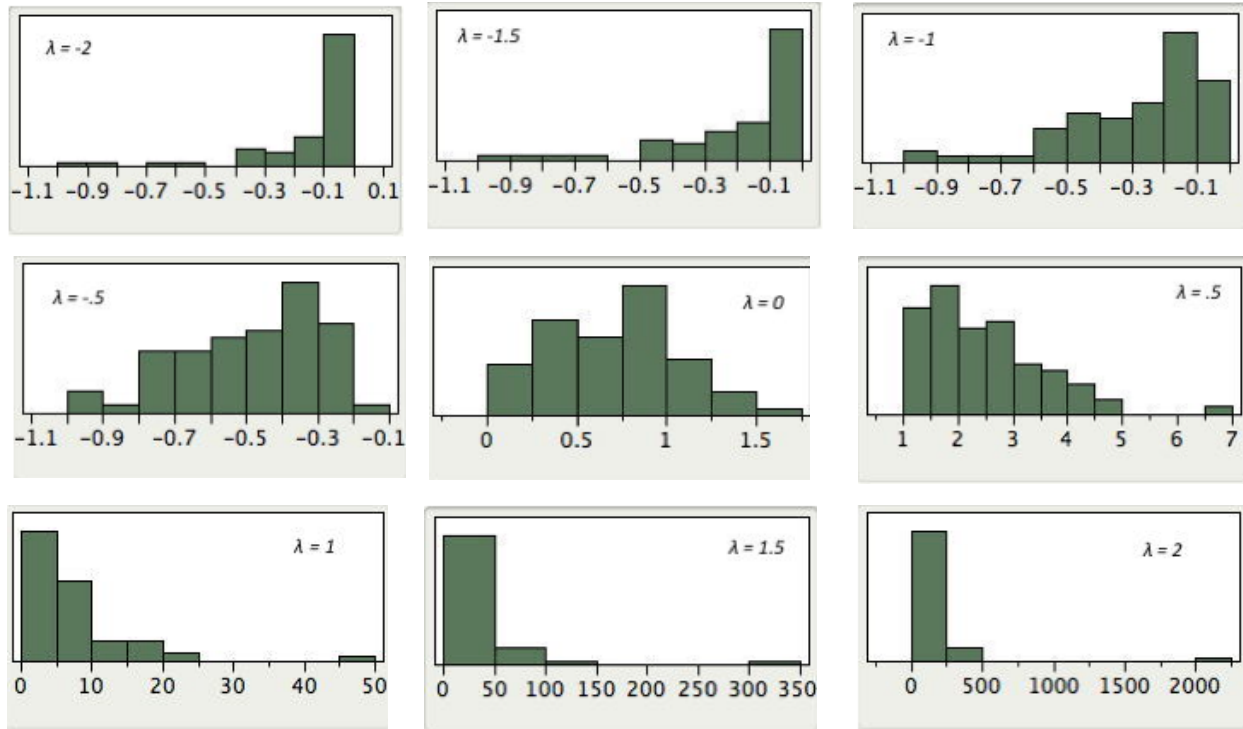 λ = -2
−1.1 −0.9 −0.7 −0.5 −0.3 −0.1 0.1
λ = -1.5
−1.1 −0.9 −0.7 −0.5 −0.3 −0.1
λ = -1
−1.1 −0.9 −0.7 −0.5 −0.3 −0.1
λ = -.5
−1.1 −0.9 −0.7 −0.5 −0.3 −0.1
λ = 0
0 0.5 1 1.5
λ = .5
1 2 3 4 5 6 7
λ = 1
0 10 20 30 40 50
λ = 1.5
0 50 100 150 200 250 300 350
λ = 2
0 500 1000 1500 2000